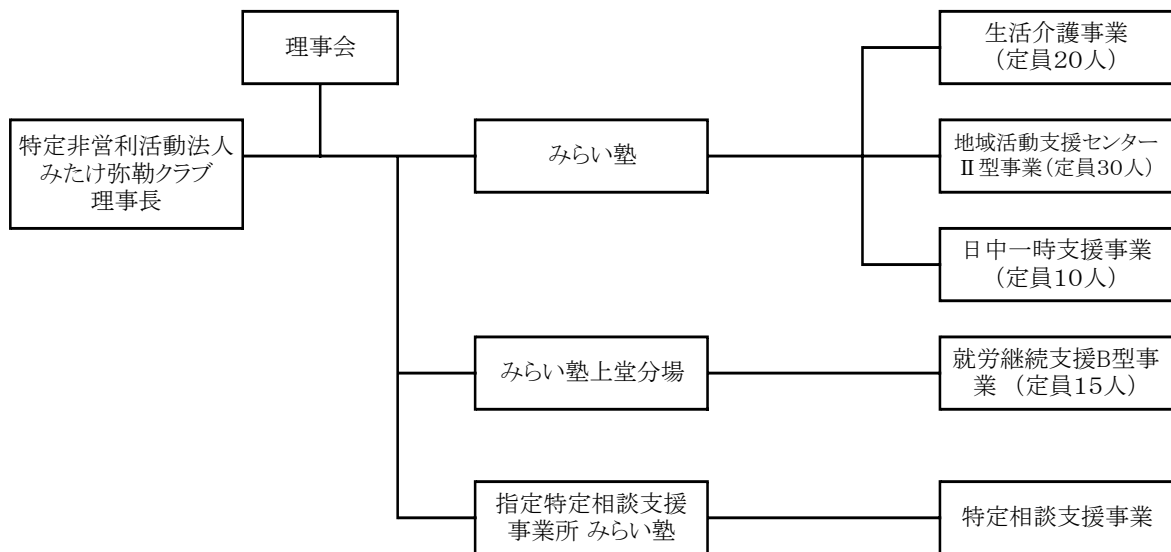 理事会
特定非営利活動法人
みたけ弥勒クラブ
理事長
みらい塾
生活介護事業
（定員20人）
地域活動支援センター
Ⅱ型事業（定員30人）
日中一時支援事業
（定員10人）
みらい塾上堂分場
就労継続支援B型事
業 （定員15人）
指定特定相談支援
事業所 みらい塾
特定相談支援事業